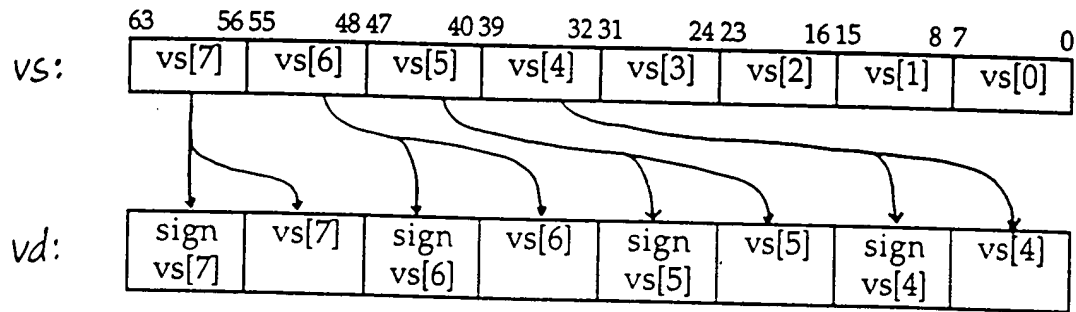 63 56 55 48 47 40 39 32 31 24 23 16 15 8 7 0
vs: vs[7] vs[6] vs[5] vs[4] vs[3] vs[2] vs[1] vs[0]
vd: sign vs[7] vs[7] sign vs[6] vs[6] sign vs[5] vs[5] sign vs[4] vs[4]